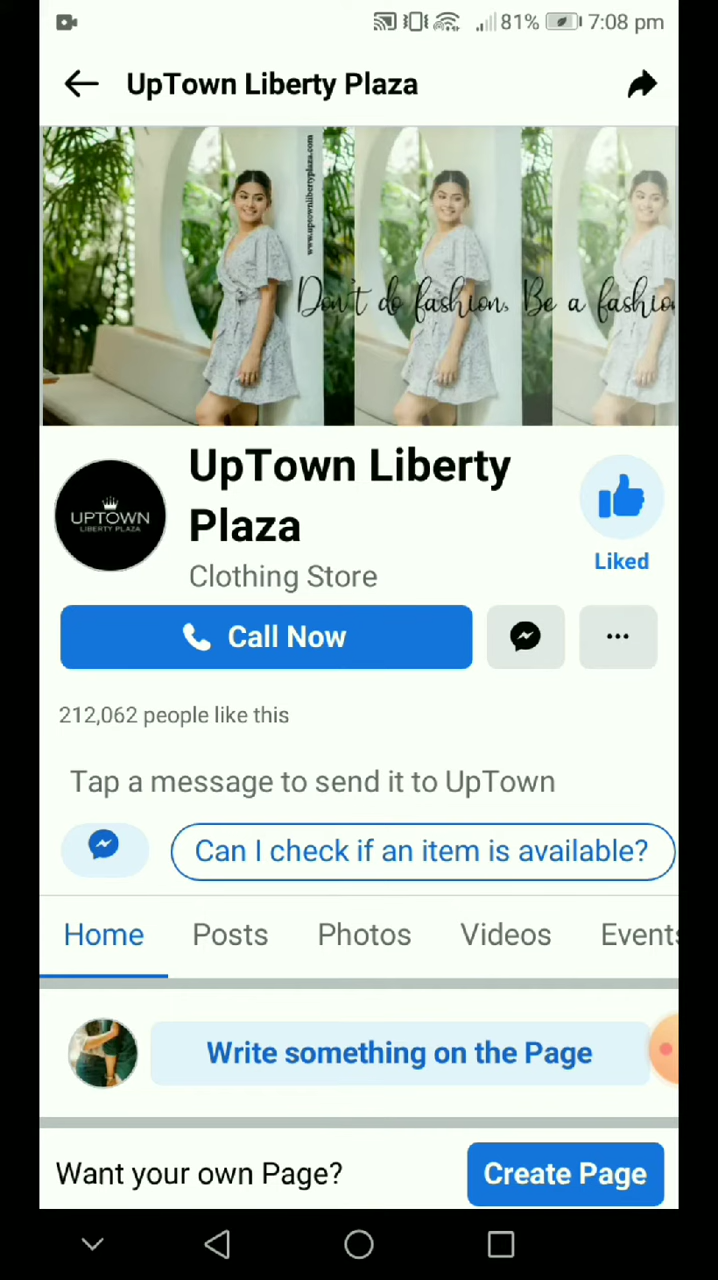 81% 7:08 pm
UpTown Liberty Plaza
www.uptownlibertyplaza.com
Don't do fashion, Be a fashio
UpTown Liberty
Plaza
UPTOWN
LIBERTY PLAZA
Clothing Store
Liked
Call Now
212,062 people like this
Tap a message to send it to UpTown
Can I check if an item is available?
Home Posts Photos Videos Events
Write something on the Page
Want your own Page?
Create Page